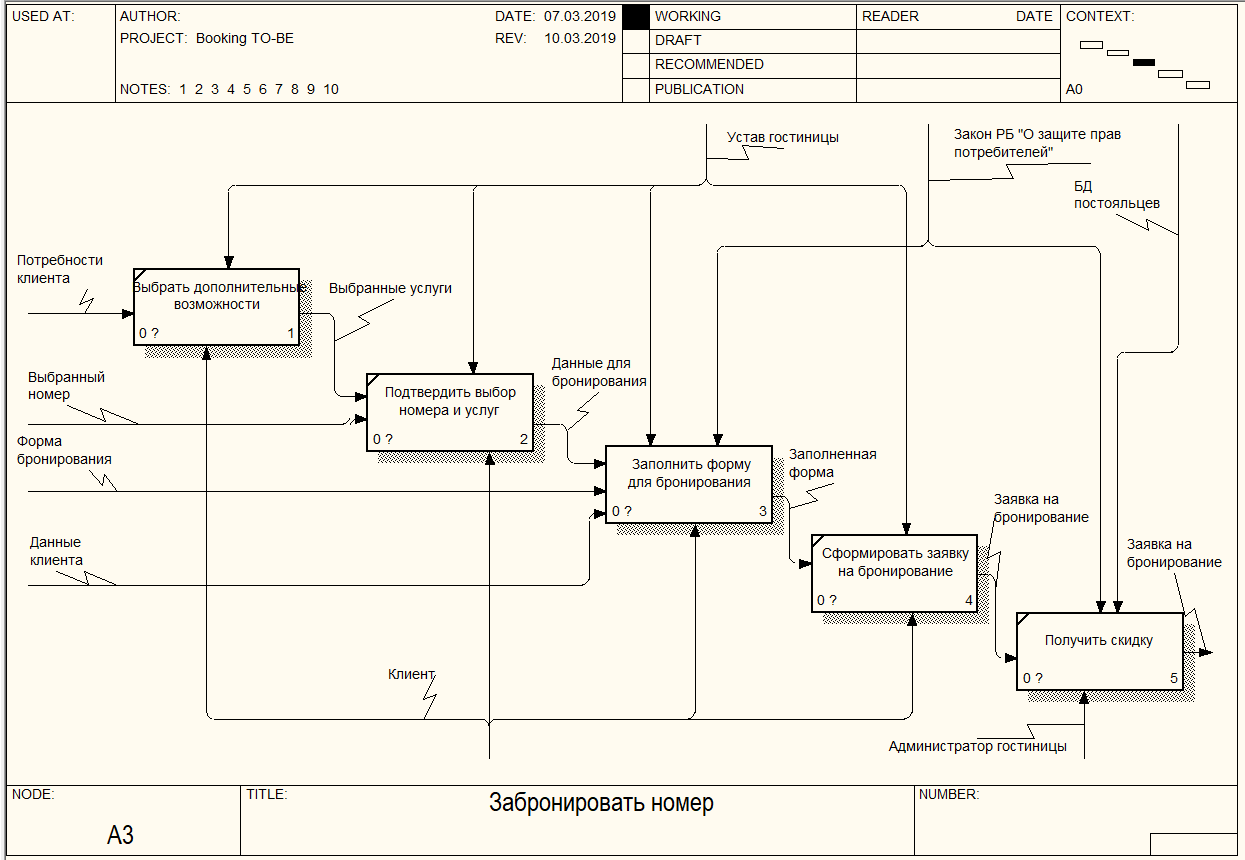 USED AT:
AUTHOR:
DATE: 07.03.2019
PROJECT: Booking TO-BE
REV: 10.03.2019
NOTES: 1 2 3 4 5 6 7 8 9 10
WORKING
DRAFT
RECOMMENDED
PUBLICATION
READER DATE
CONTEXT:
A0
Устав гостиницы
Закон РБ "О защите прав
потребителей"
БД
постояльцев
Потребности
клиента
Выбрать дополнительные
возможности
0 ? 1
Выбранные услуги
Выбранный
номер
Подтвердить выбор
номера и услуг
0 ? 2
Данные для
бронирования
Форма
бронирования
Заполнить форму
для бронирования
0 ? 3
Заполненная
форма
Данные
клиента
Сформировать заявку
на бронирование
0 ? 4
Заявка на
бронирование
Заявка на
бронирование
Получить скидку
0 ? 5
Клиент
Администратор гостиницы
NODE:
A3
TITLE:
Забронировать номер
NUMBER: